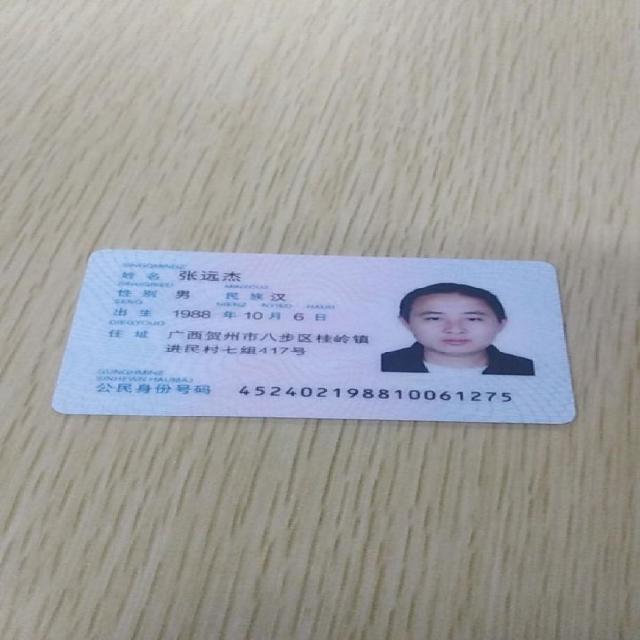 姓名 张远杰
性别 男 民族 汉
出生 1988 年 10 月 6 日
住址 广西贺州市八步区桂岭镇
进民村七组417号
GUNGHMINZ
公民身份号码 452402198810061275